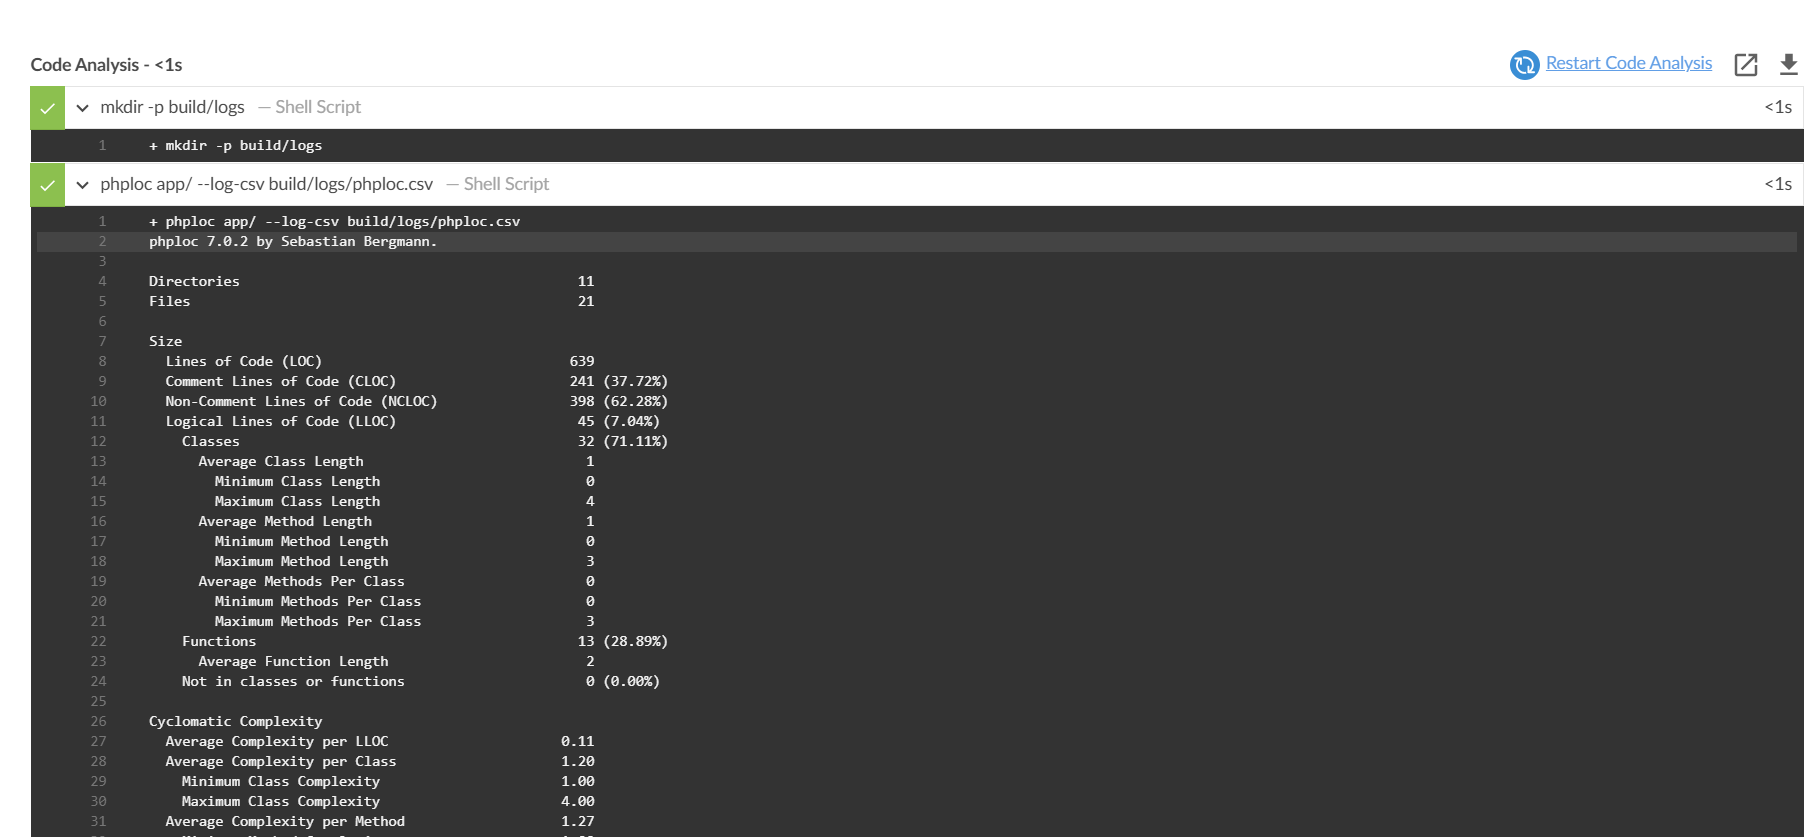 Code Analysis - <1s
Restart Code Analysis
mkdir -p build/logs — Shell Script <1s
1 + mkdir -p build/logs
phploc app/ --log-csv build/logs/phploc.csv — Shell Script <1s
1 + phploc app/ --log-csv build/logs/phploc.csv
2 phploc 7.0.2 by Sebastian Bergmann.
3
4 Directories 11
5 Files 21
6
7 Size
8 Lines of Code (LOC) 639
9 Comment Lines of Code (CLOC) 241 (37.72%)
10 Non-Comment Lines of Code (NCLOC) 398 (62.28%)
11 Logical Lines of Code (LLOC) 45 (7.04%)
12 Classes 32 (71.11%)
13 Average Class Length 1
14 Minimum Class Length 0
15 Maximum Class Length 4
16 Average Method Length 1
17 Minimum Method Length 0
18 Maximum Method Length 3
19 Average Methods Per Class 0
20 Minimum Methods Per Class 0
21 Maximum Methods Per Class 3
22 Functions 13 (28.89%)
23 Average Function Length 2
24 Not in classes or functions 0 (0.00%)
25
26 Cyclomatic Complexity
27 Average Complexity per LLOC 0.11
28 Average Complexity per Class 1.20
29 Minimum Class Complexity 1.00
30 Maximum Class Complexity 4.00
31 Average Complexity per Method 1.27